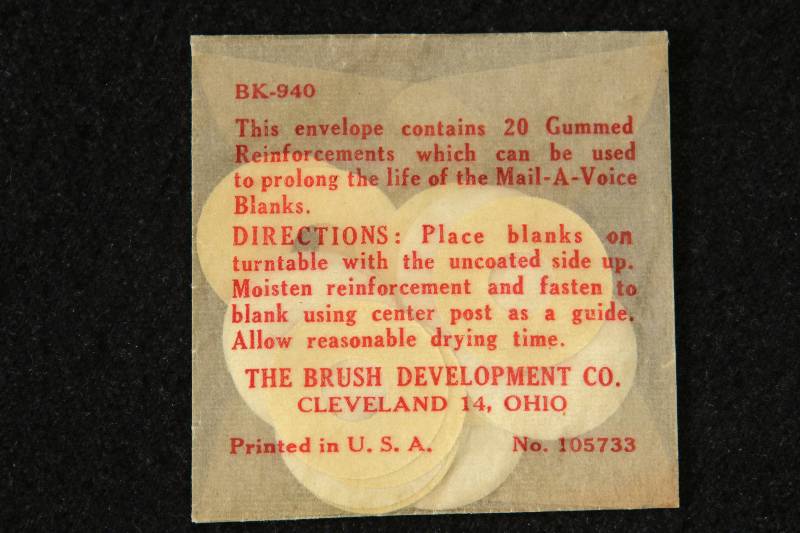 BK-940
This envelope contains 20 Gummed
Reinforcements which can be used
to prolong the life of the Mail-A-Voice
Blanks.
DIRECTIONS: Place blanks on
turntable with the uncoated side up.
Moisten reinforcement and fasten to
blank using center post as a guide.
Allow reasonable drying time.
THE BRUSH DEVELOPMENT CO.
CLEVELAND 14, OHIO
Printed in U. S. A. No. 105733